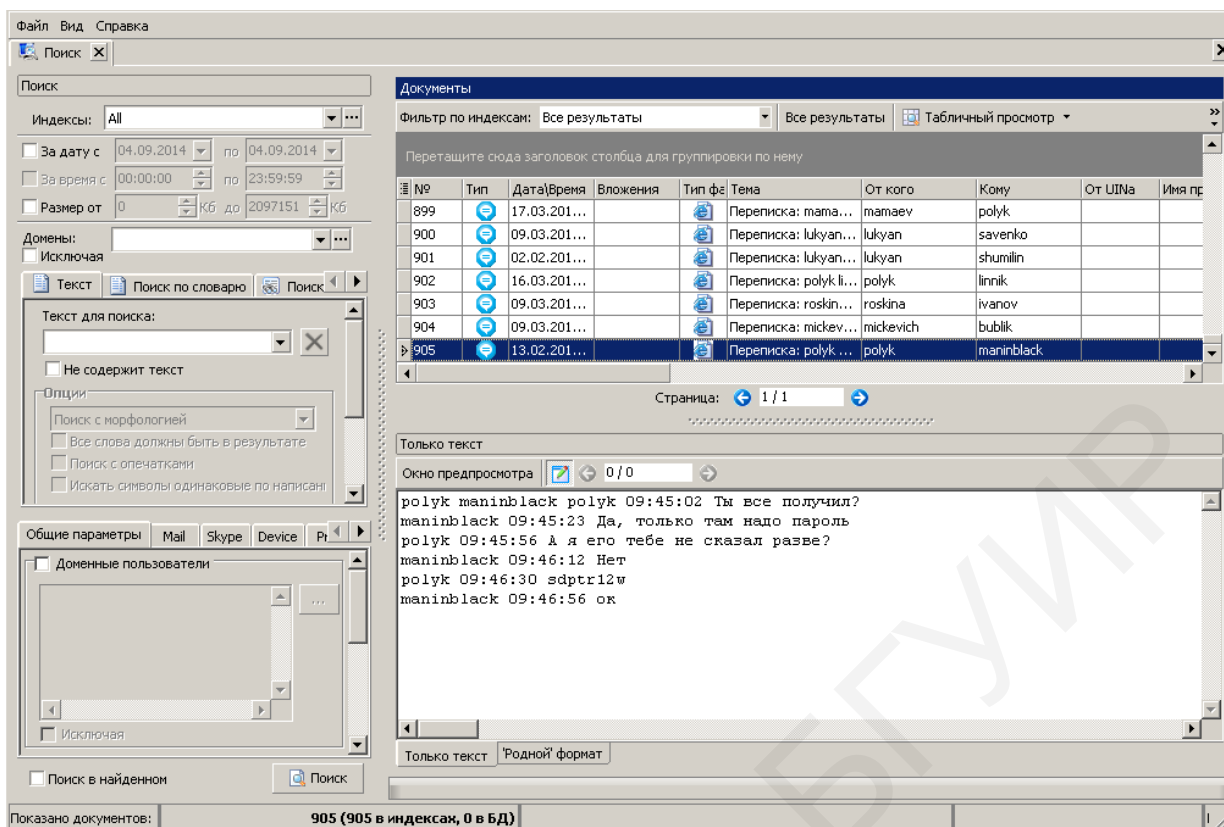 Файл Вид Справка
Поиск
Поиск
Индексы: All
За дату с 04.09.2014 по 04.09.2014
За время с 00:00:00 по 23:59:59
Размер от 0 Кб до 2097151 Кб
Домены:
Исключая
Текст Поиск по словарю Поиск
Текст для поиска:
Не содержит текст
Опции
Поиск с морфологией
Все слова должны быть в результате
Поиск с опечатками
Искать символы одинаковые по написан
Общие параметры Mail Skype Device Pr
Доменные пользователи
...
Исключая
Поиск в найденном Поиск
Документы
Фильтр по индексам: Все результаты Все результаты Табличный просмотр
Перетащите сюда заголовок столбца для группировки по нему
№ Тип Дата\Время Вложения Тип фа Тема От кого Кому От UINа Имя пр
899 17.03.201... Переписка: mama... mamaev polyk
900 09.03.201... Переписка: lukyan... lukyan savenko
901 02.02.201... Переписка: lukyan... lukyan shumilin
902 16.03.201... Переписка: polyk li... polyk linnik
903 09.03.201... Переписка: roskin... roskina ivanov
904 09.03.201... Переписка: mickev... mickevich bublik
905 13.02.201... Переписка: polyk ... polyk maninblack
Страница: 1 / 1
Только текст
Окно предпросмотра 0 / 0
polyk maninblack polyk 09:45:02 Ты все получил?
maninblack 09:45:23 Да, только там надо пароль
polyk 09:45:56 А я его тебе не сказал разве?
maninblack 09:46:12 Нет
polyk 09:46:30 sdptr12w
maninblack 09:46:56 ок
Только текст 'Родной' формат
Показано документов: 905 (905 в индексах, 0 в БД)
БГУИР